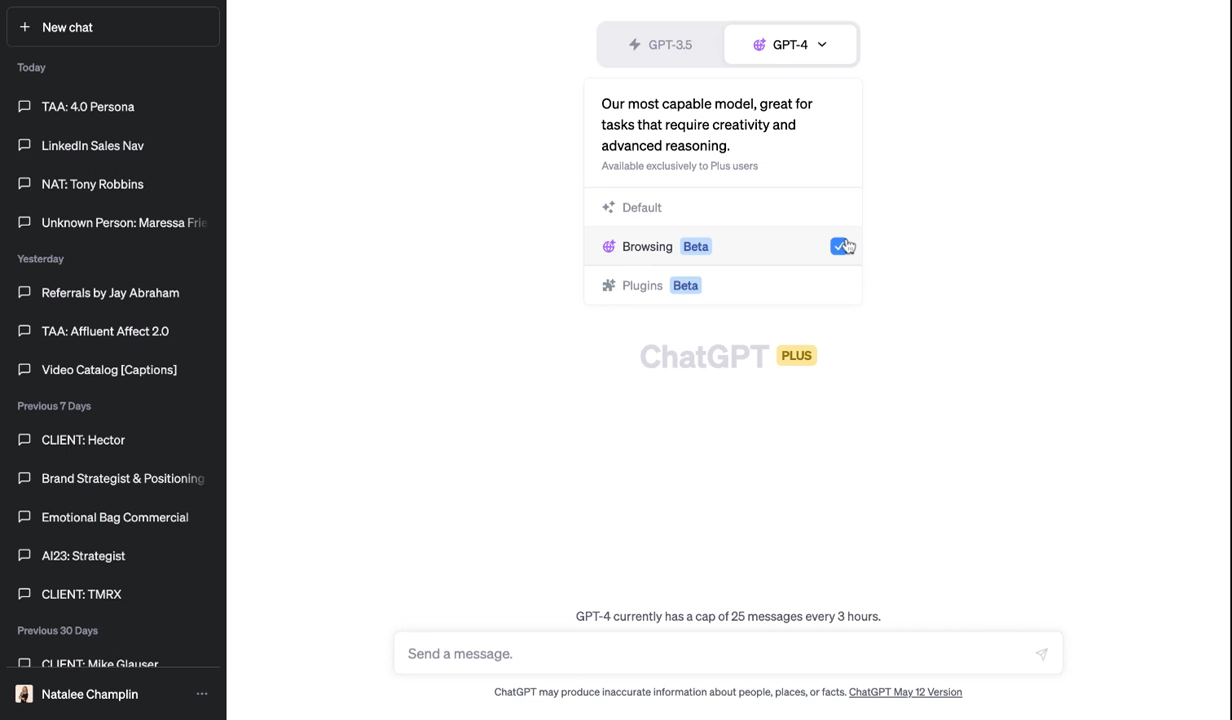 New chat
Today
TAA: 4.0 Persona
LinkedIn Sales Nav
NAT: Tony Robbins
Unknown Person: Maressa Frie
Yesterday
Referrals by Jay Abraham
TAA: Affluent Affect 2.0
Video Catalog [Captions]
Previous 7 Days
CLIENT: Hector
Brand Strategist & Positioning
Emotional Bag Commercial
AI23: Strategist
CLIENT: TMRX
Previous 30 Days
CLIENT: Mike Glauser
Natalee Champlin
GPT-3.5
GPT-4
Our most capable model, great for
tasks that require creativity and
advanced reasoning.
Available exclusively to Plus users
Default
Browsing Beta
Plugins Beta
ChatGPT PLUS
GPT-4 currently has a cap of 25 messages every 3 hours.
Send a message.
ChatGPT may produce inaccurate information about people, places, or facts. ChatGPT May 12 Version